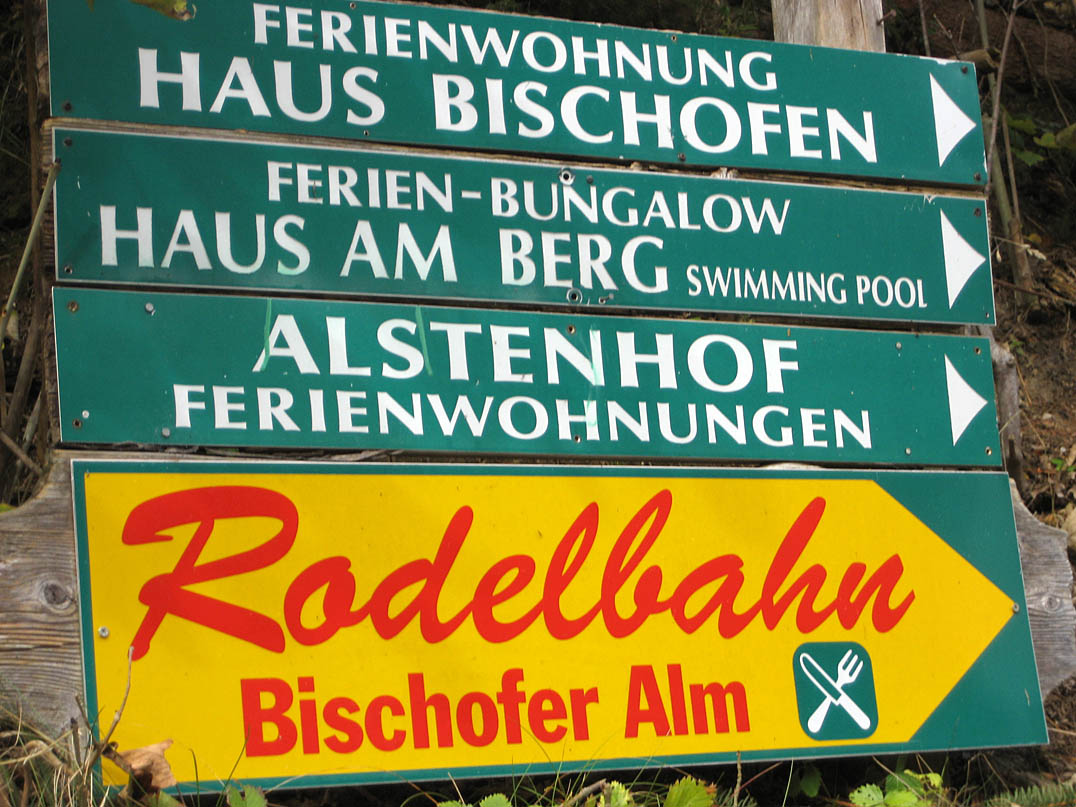 FERIENWOHNUNG
HAUS BISCHOFEN
FERIEN-BUNGALOW
HAUS AM BERG SWIMMING POOL
ALSTENHOF
FERIENWOHNUNGEN
Rodelbahn
Bischofer Alm